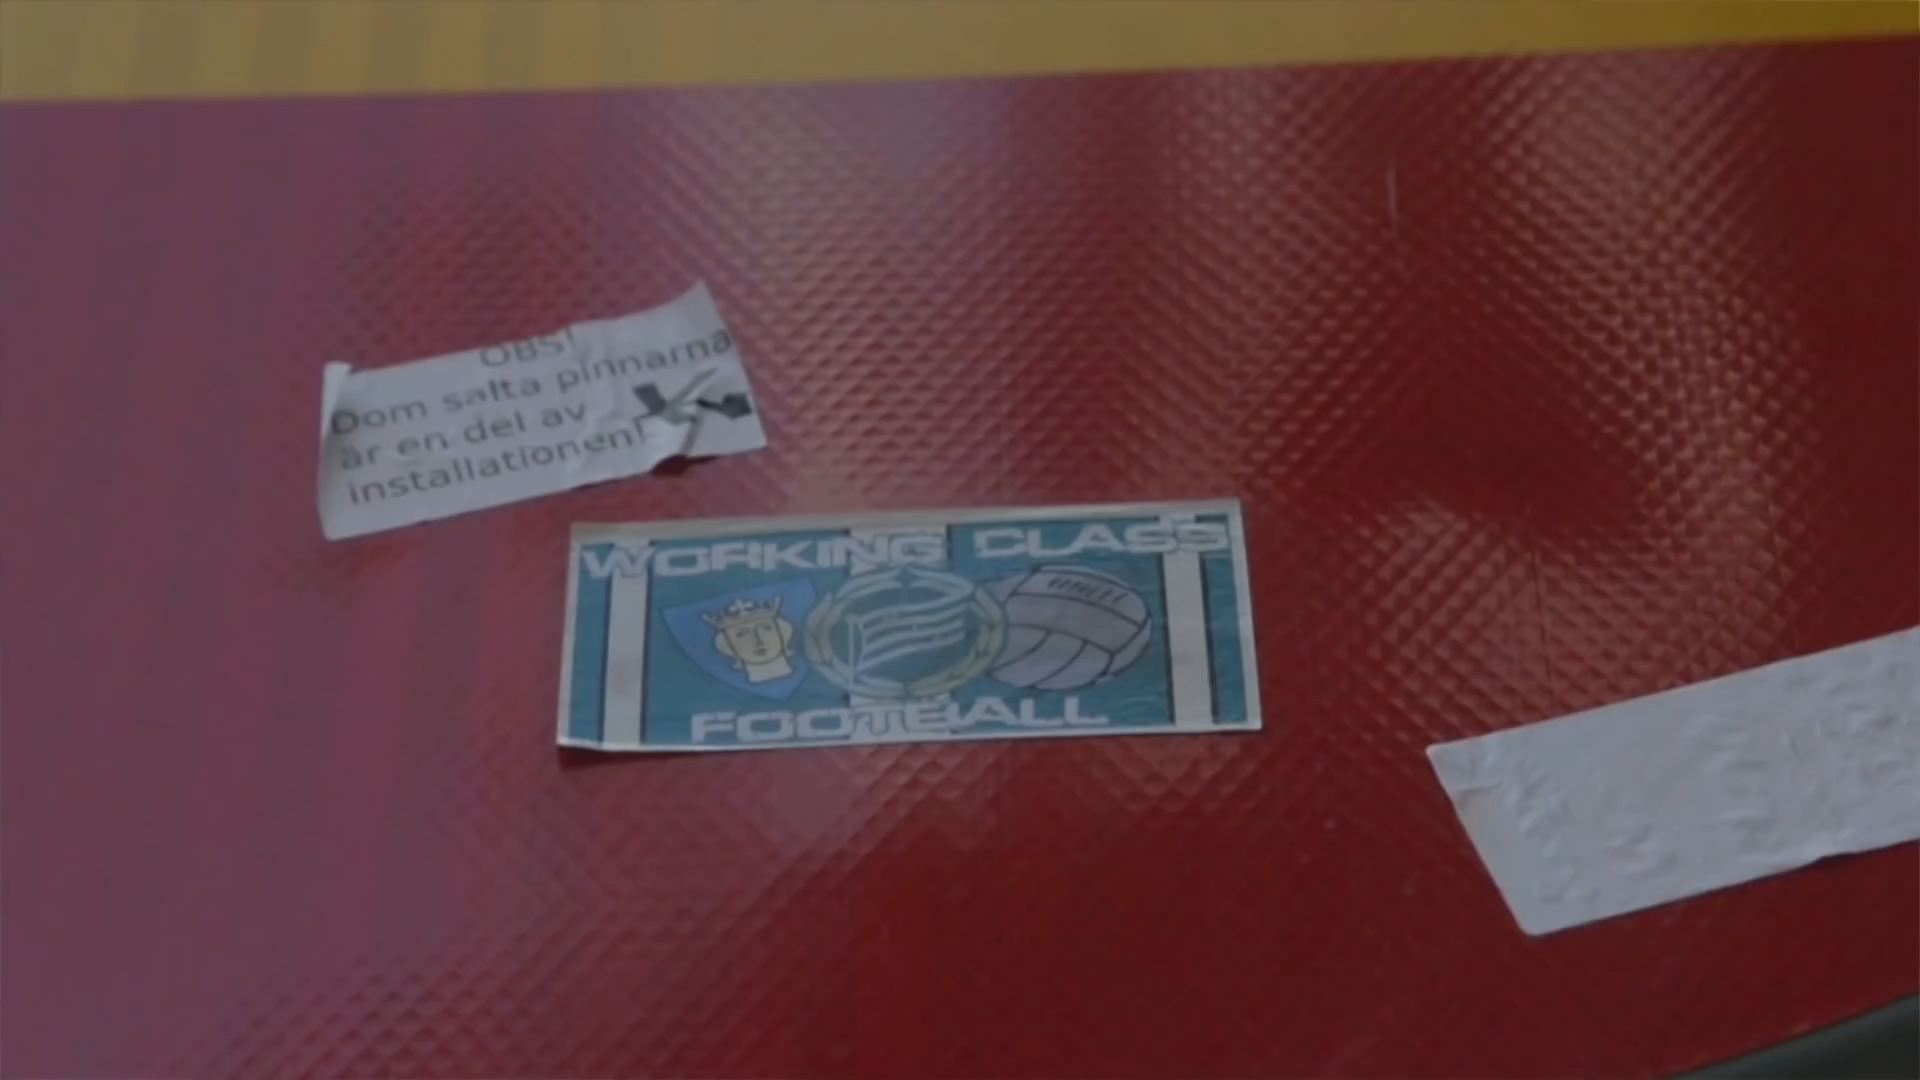 OBS!
Dom salta pinnarna
är en del av
installationen!
WORKING CLASS
FOOTBALL